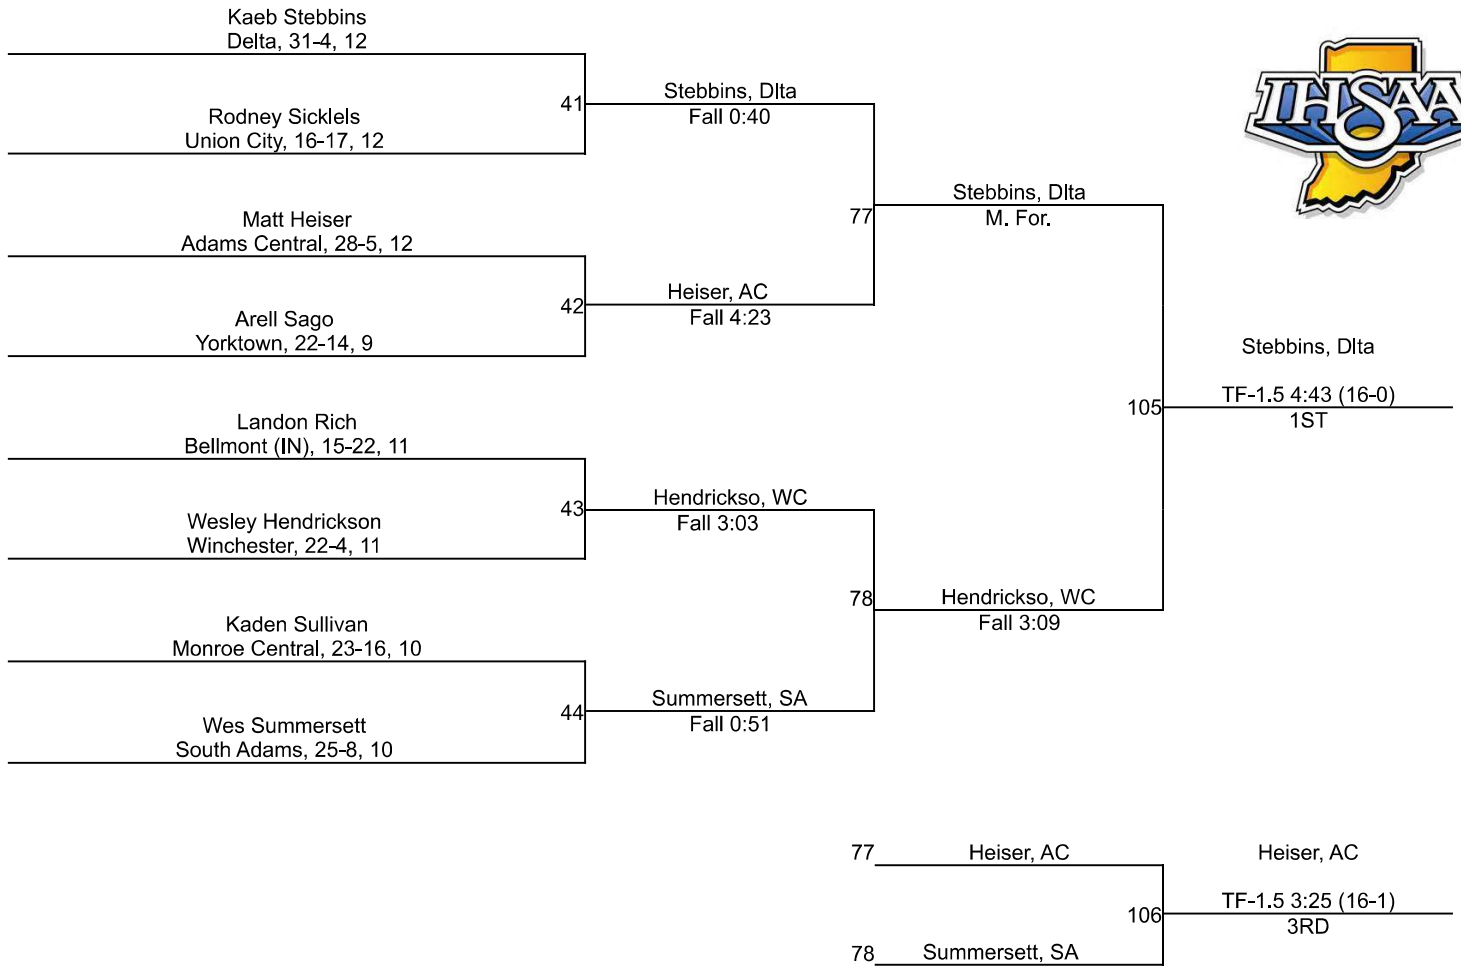 Kaeb Stebbins
Delta, 31-4, 12
Rodney Sicklels
Union City, 16-17, 12
Matt Heiser
Adams Central, 28-5, 12
Arell Sago
Yorktown, 22-14, 9
Landon Rich
Bellmont (IN), 15-22, 11
Wesley Hendrickson
Winchester, 22-4, 11
Kaden Sullivan
Monroe Central, 23-16, 10
Wes Summersett
South Adams, 25-8, 10
41
Stebbins, Dlta
Fall 0:40
42
Heiser, AC
Fall 4:23
43
Hendrickso, WC
Fall 3:03
44
Summersett, SA
Fall 0:51
77
Stebbins, Dlta
M. For.
78
Hendrickso, WC
Fall 3:09
IHSAA
105
Stebbins, Dlta
TF-1.5 4:43 (16-0)
1ST
77
Heiser, AC
78
Summersett, SA
106
Heiser, AC
TF-1.5 3:25 (16-1)
3RD